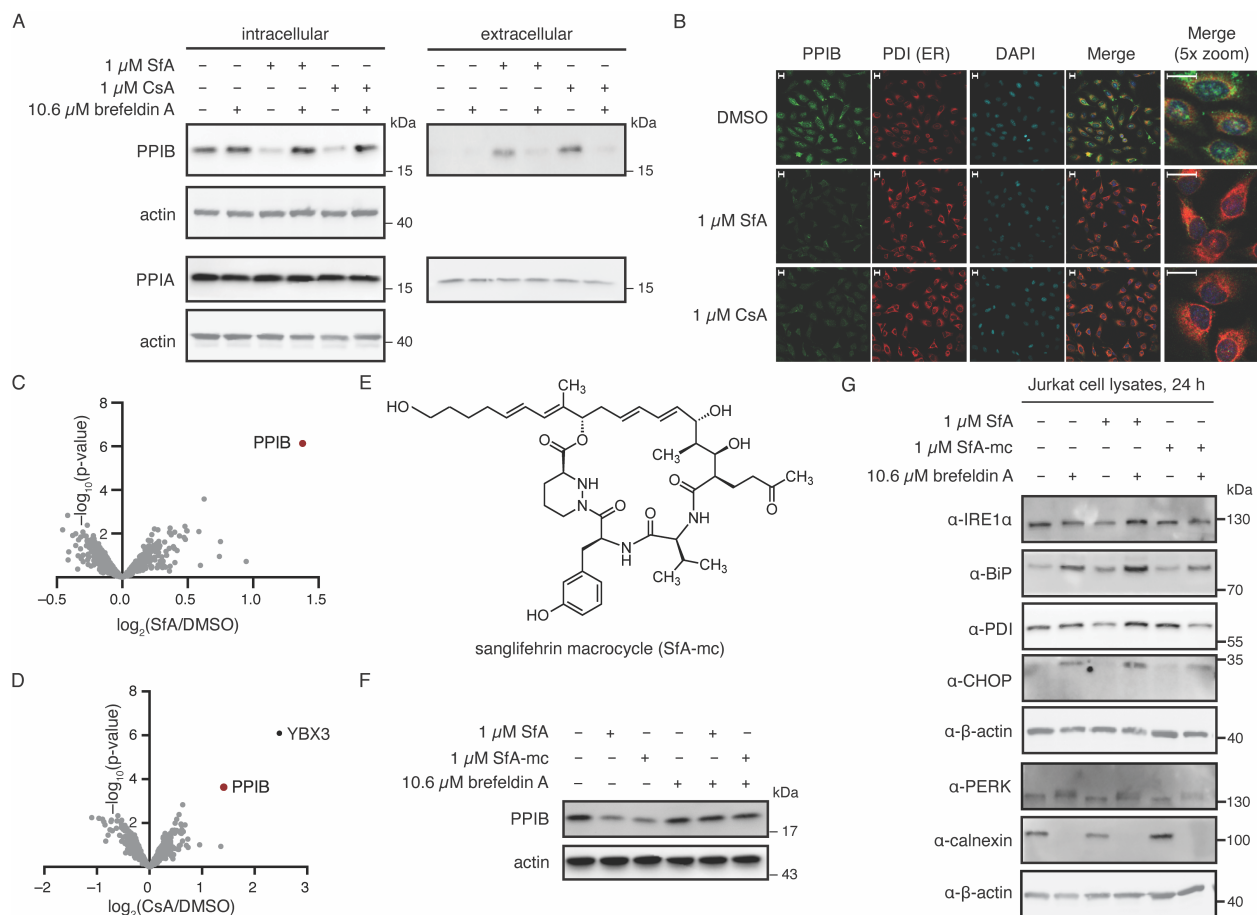 A
intracellular
extracellular
1 µM SfA – – + + – – – – + + – –
1 µM CsA – – – – + + – – – – + +
10.6 µM brefeldin A – + – + – + – + – + – +
kDa
kDa
PPIB
15
15
actin
40
PPIA
15
15
actin
40
B
PPIB
PDI (ER)
DAPI
Merge
Merge
(5x zoom)
DMSO
1 µM SfA
1 µM CsA
C
8
6
4
2
–log10(p-value)
PPIB
–0.5 0.0 0.5 1.0 1.5
log2(SfA/DMSO)
D
8
6
4
2
–log10(p-value)
YBX3
PPIB
–2 –1 0 1 2 3
log2(CsA/DMSO)
E
CH3
HO
OH
O
O
CH3
OH
NH
N
O
O
NH
CH3
O
O
N
H
H3C
CH3
HO
sanglifehrin macrocycle (SfA-mc)
F
1 µM SfA – + – – + –
1 µM SfA-mc – – + – – +
10.6 µM brefeldin A – – – + + +
kDa
PPIB
17
actin
43
G
Jurkat cell lysates, 24 h
1 µM SfA – – + + – –
1 µM SfA-mc – – – – + +
10.6 µM brefeldin A – + – + – +
kDa
α-IRE1α
130
α-BiP
70
α-PDI
55
35
α-CHOP
α-β-actin
40
α-PERK
130
α-calnexin
100
α-β-actin
40